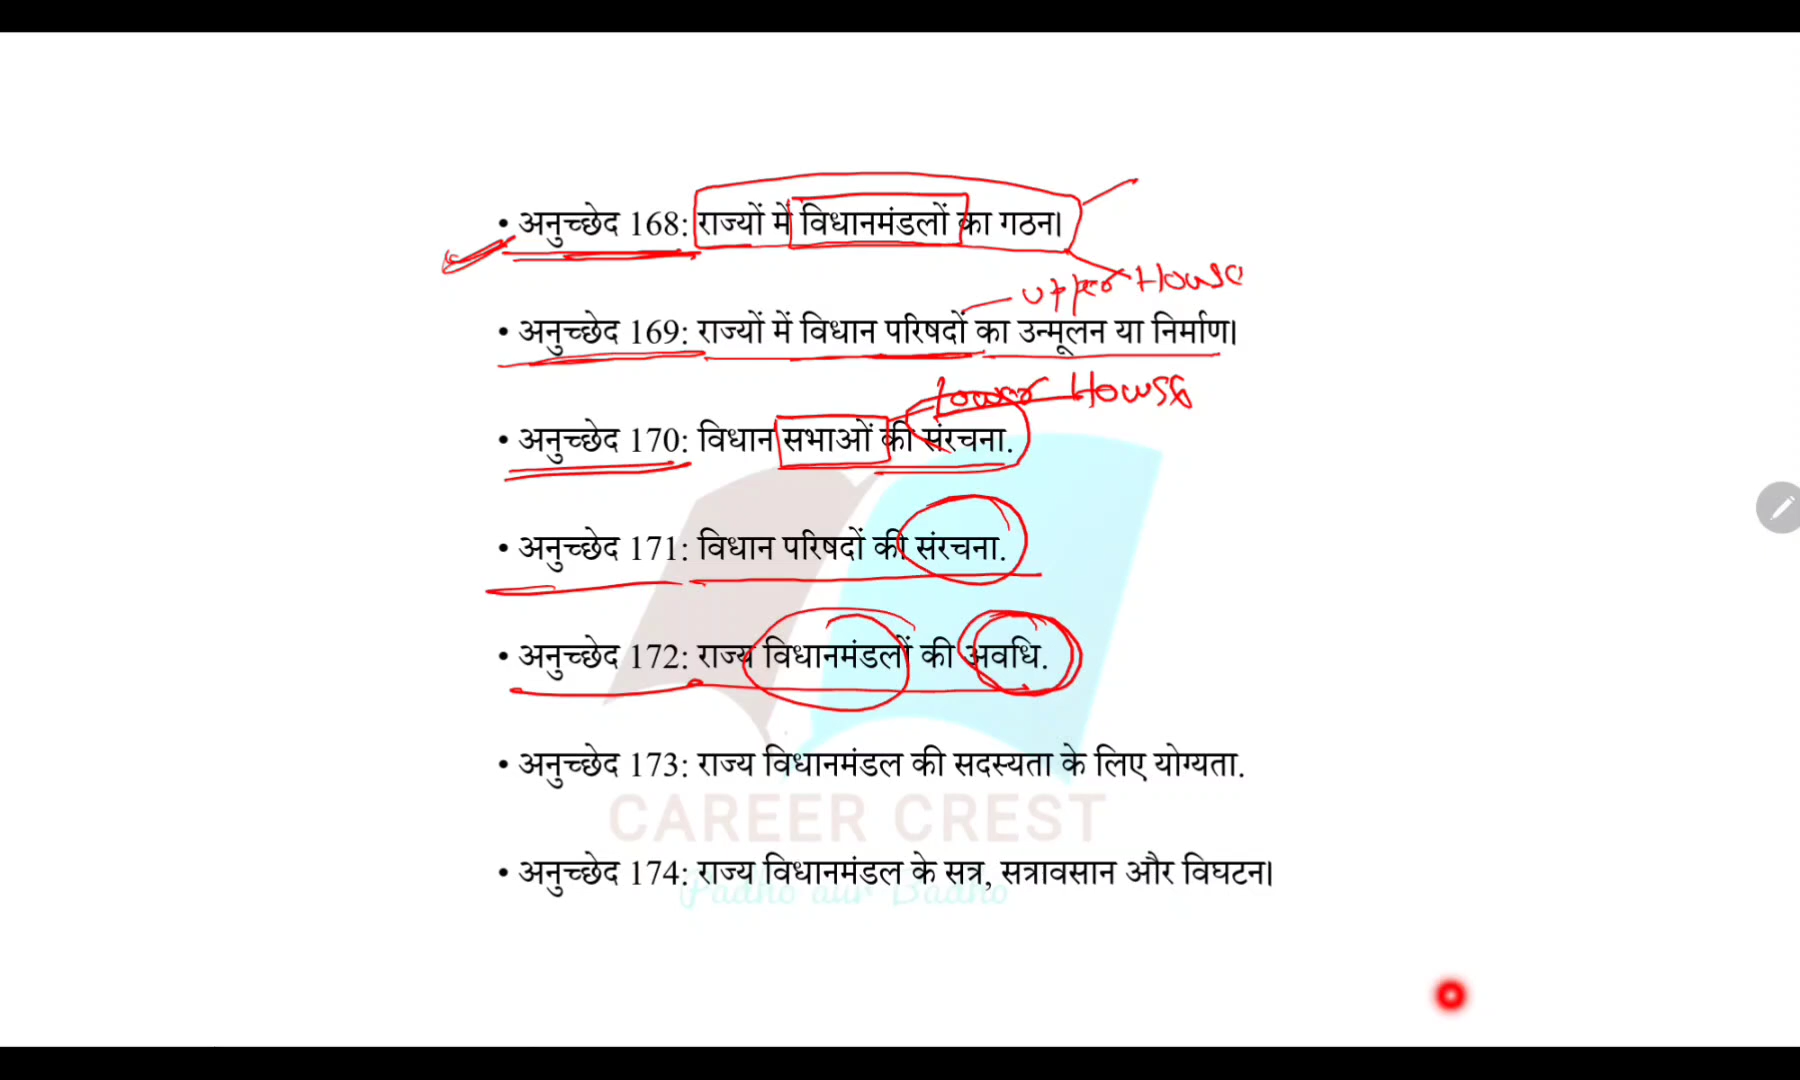 • अनुच्छेद 168: राज्यों में विधानमंडलों का गठन।
upper House
• अनुच्छेद 169: राज्यों में विधान परिषदों का उन्मूलन या निर्माण।
Lower House
• अनुच्छेद 170: विधान सभाओं की संरचना.
• अनुच्छेद 171: विधान परिषदों की संरचना.
• अनुच्छेद 172: राज्य विधानमंडलों की अवधि.
• अनुच्छेद 173: राज्य विधानमंडल की सदस्यता के लिए योग्यता.
CAREER CREST
• अनुच्छेद 174: राज्य विधानमंडल के सत्र, सत्रावसान और विघटन।
Padho aur Badho